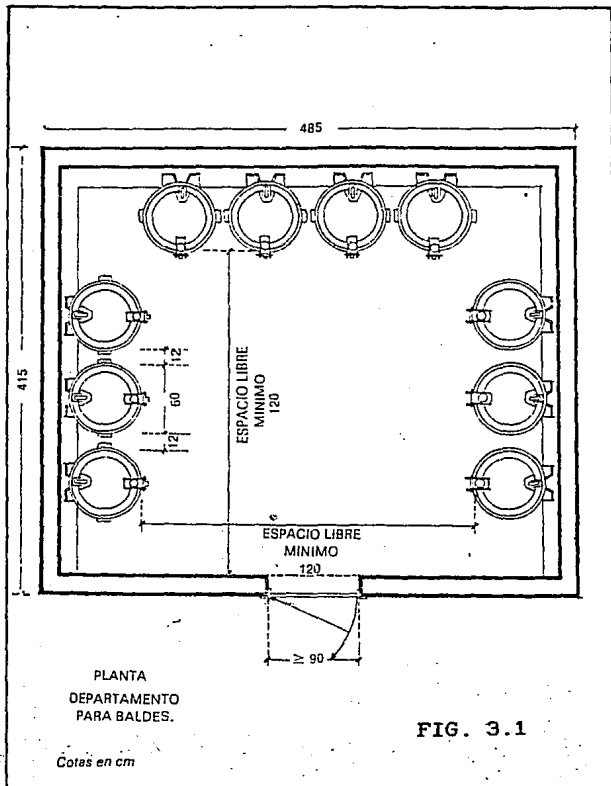 485
415
12
60
12
ESPACIO LIBRE
MINIMO
120
ESPACIO LIBRE
MINIMO
120
≥ 90
PLANTA
DEPARTAMENTO
PARA BALDES.
FIG. 3.1
Cotas en cm